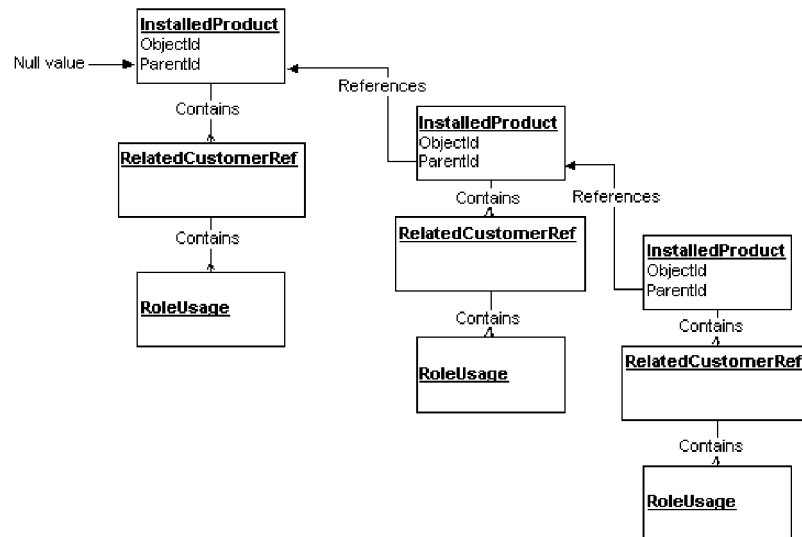 InstalledProduct
ObjectId
ParentId
Null value
References
Contains
InstalledProduct
ObjectId
ParentId
RelatedCustomerRef
Contains
References
Contains
RelatedCustomerRef
InstalledProduct
ObjectId
ParentId
RoleUsage
Contains
Contains
RelatedCustomerRef
RoleUsage
Contains
RoleUsage